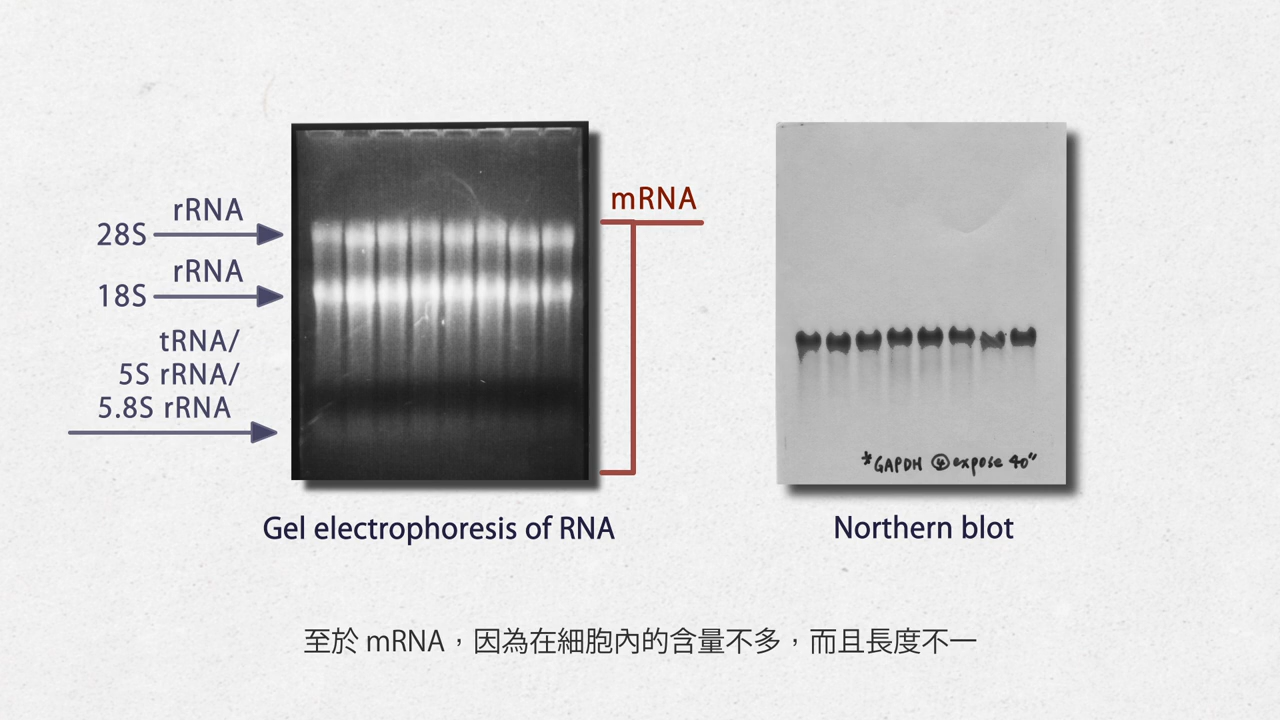 rRNA
28S
rRNA
18S
tRNA/
5S rRNA/
5.8S rRNA
mRNA
*GAPDH ④ expose 40"
Gel electrophoresis of RNA
Northern blot
至於 mRNA，因為在細胞內的含量不多，而且長度不一